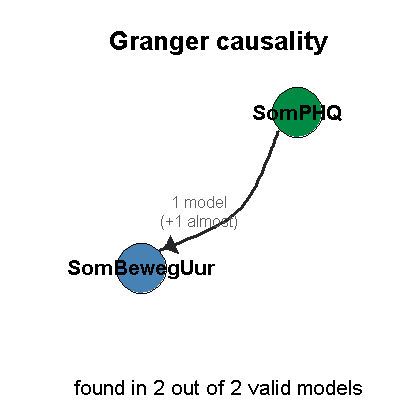 Granger causality
SomPHQ
1 model
(+1 almost)
SomBewegUur
found in 2 out of 2 valid models